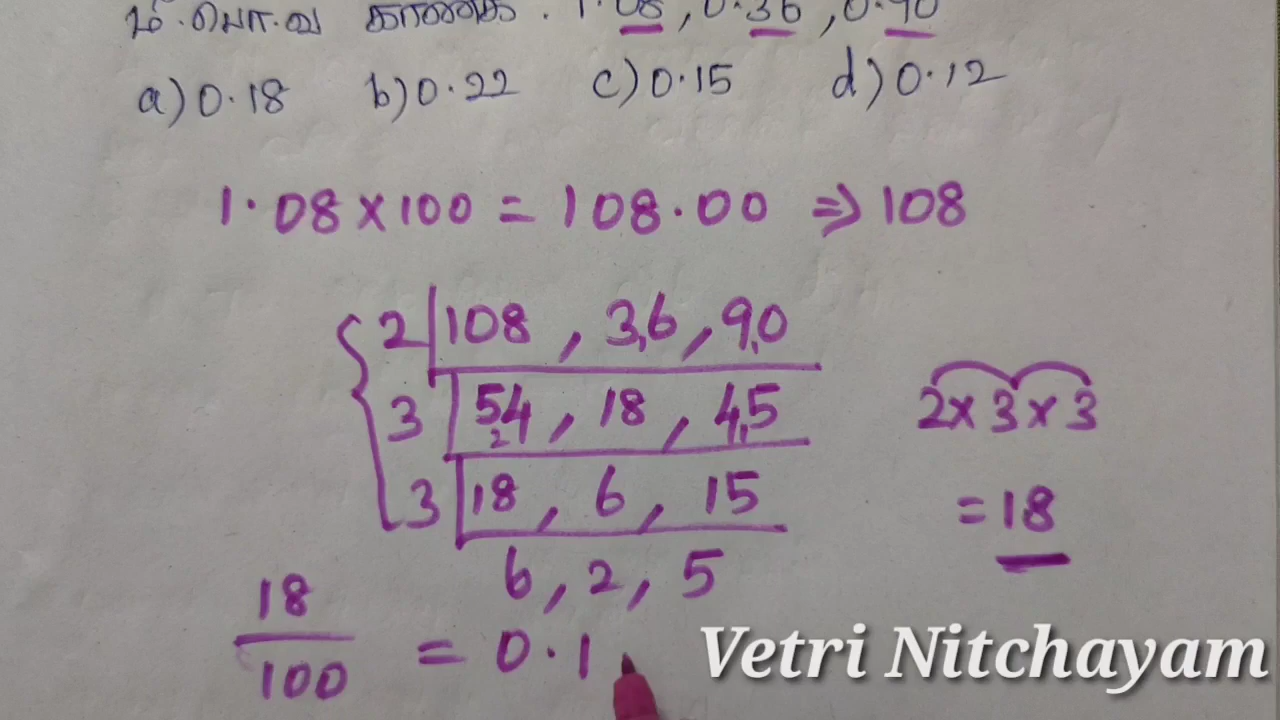 மீ.பொ.வ காண்க. 1.08, 0.36, 0.90
a) 0.18 b) 0.22 c) 0.15 d) 0.12
1.08 x 100 = 108.00 ⇒ 108
2 | 108, 36, 90
3 | 54, 18, 45
2 x 3 x 3
3 | 18, 6, 15
= 18
6, 2, 5
18
100
= 0.1
Vetri Nitchayam